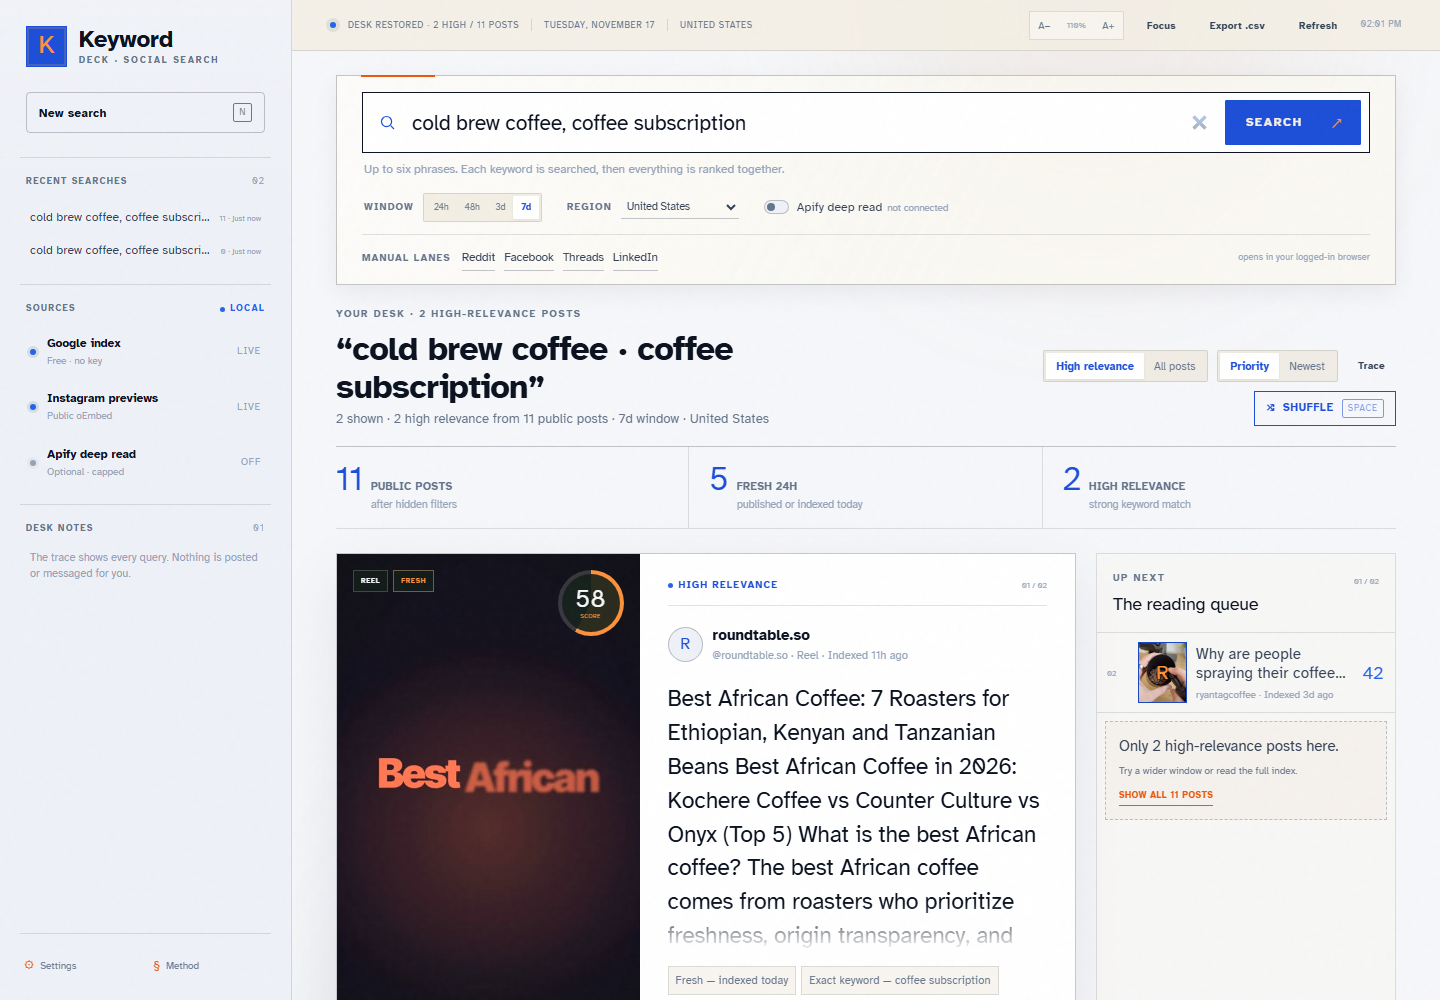 K
Keyword
DECK · SOCIAL SEARCH
New search
N
RECENT SEARCHES
02
cold brew coffee, coffee subscri...
11 · Just now
cold brew coffee, coffee subscri...
0 · Just now
SOURCES
LOCAL
Google index
Free · no key
LIVE
Instagram previews
Public oEmbed
LIVE
Apify deep read
Optional · capped
OFF
DESK NOTES
01
The trace shows every query. Nothing is posted
or messaged for you.
Settings
§ Method
DESK RESTORED · 2 HIGH / 11 POSTS
TUESDAY, NOVEMBER 17
UNITED STATES
A−
110%
A+
Focus
Export .csv
Refresh
02:01 PM
cold brew coffee, coffee subscription
SEARCH ↗
Up to six phrases. Each keyword is searched, then everything is ranked together.
WINDOW
24h
48h
3d
7d
REGION
United States
Apify deep read not connected
MANUAL LANES
Reddit
Facebook
Threads
LinkedIn
opens in your logged-in browser
YOUR DESK · 2 HIGH-RELEVANCE POSTS
“cold brew coffee · coffee
subscription”
2 shown · 2 high relevance from 11 public posts · 7d window · United States
High relevance
All posts
Priority
Newest
Trace
SHUFFLE
SPACE
11 PUBLIC POSTS
after hidden filters
5 FRESH 24H
published or indexed today
2 HIGH RELEVANCE
strong keyword match
REEL
FRESH
58
SCORE
Best African
HIGH RELEVANCE
01 / 02
R
roundtable.so
@roundtable.so · Reel · Indexed 11h ago
Best African Coffee: 7 Roasters for
Ethiopian, Kenyan and Tanzanian
Beans Best African Coffee in 2026:
Kochere Coffee vs Counter Culture vs
Onyx (Top 5) What is the best African
coffee? The best African coffee
comes from roasters who prioritize
freshness, origin transparency, and
Fresh — indexed today
Exact keyword — coffee subscription
UP NEXT
01 / 02
The reading queue
02
R
Why are people
spraying their coffee...
ryantagcoffee · Indexed 3d ago
42
Only 2 high-relevance posts here.
Try a wider window or read the full index.
SHOW ALL 11 POSTS